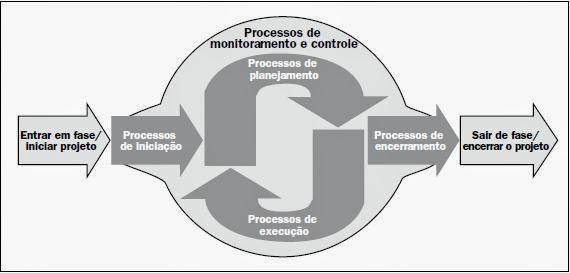 Processos de
monitoramento e controle
Processos de
planejamento
Entrar em fase/
iniciar projeto
Processos
de iniciação
Processos de
encerramento
Sair de fase/
encerrar o projeto
Processos de
execução